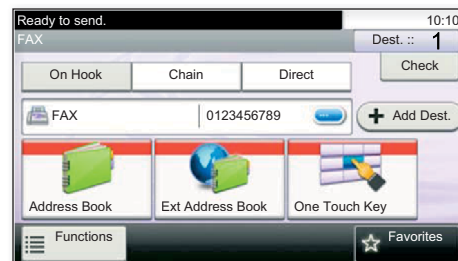 Ready to send. 10:10
FAX Dest. :: 1
On Hook Chain Direct Check
FAX 0123456789 Add Dest.
Address Book Ext Address Book One Touch Key
Functions Favorites